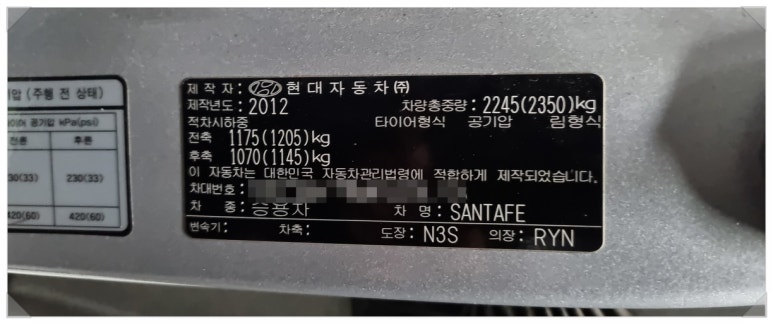 기압 (주행 전 상태)
공기압 kPa(psi)
전륜 후륜
230(33)
420(60) 420(60)
제 작 자 : 현대자동차㈜
제작년도 : 2012 차량총중량 : 2245(2350)kg
적차시하중 타이어형식 공기압 림형식
전축 1175(1205)kg
후축 1070(1145)kg
이 자동차는 대한민국 자동차관리법령에 적합하게 제작되었습니다.
차대번호 :
차 종 : 승용차 차 명 : SANTAFE
변속기 : 차축 : 도장 : N3S 의장 : RYN